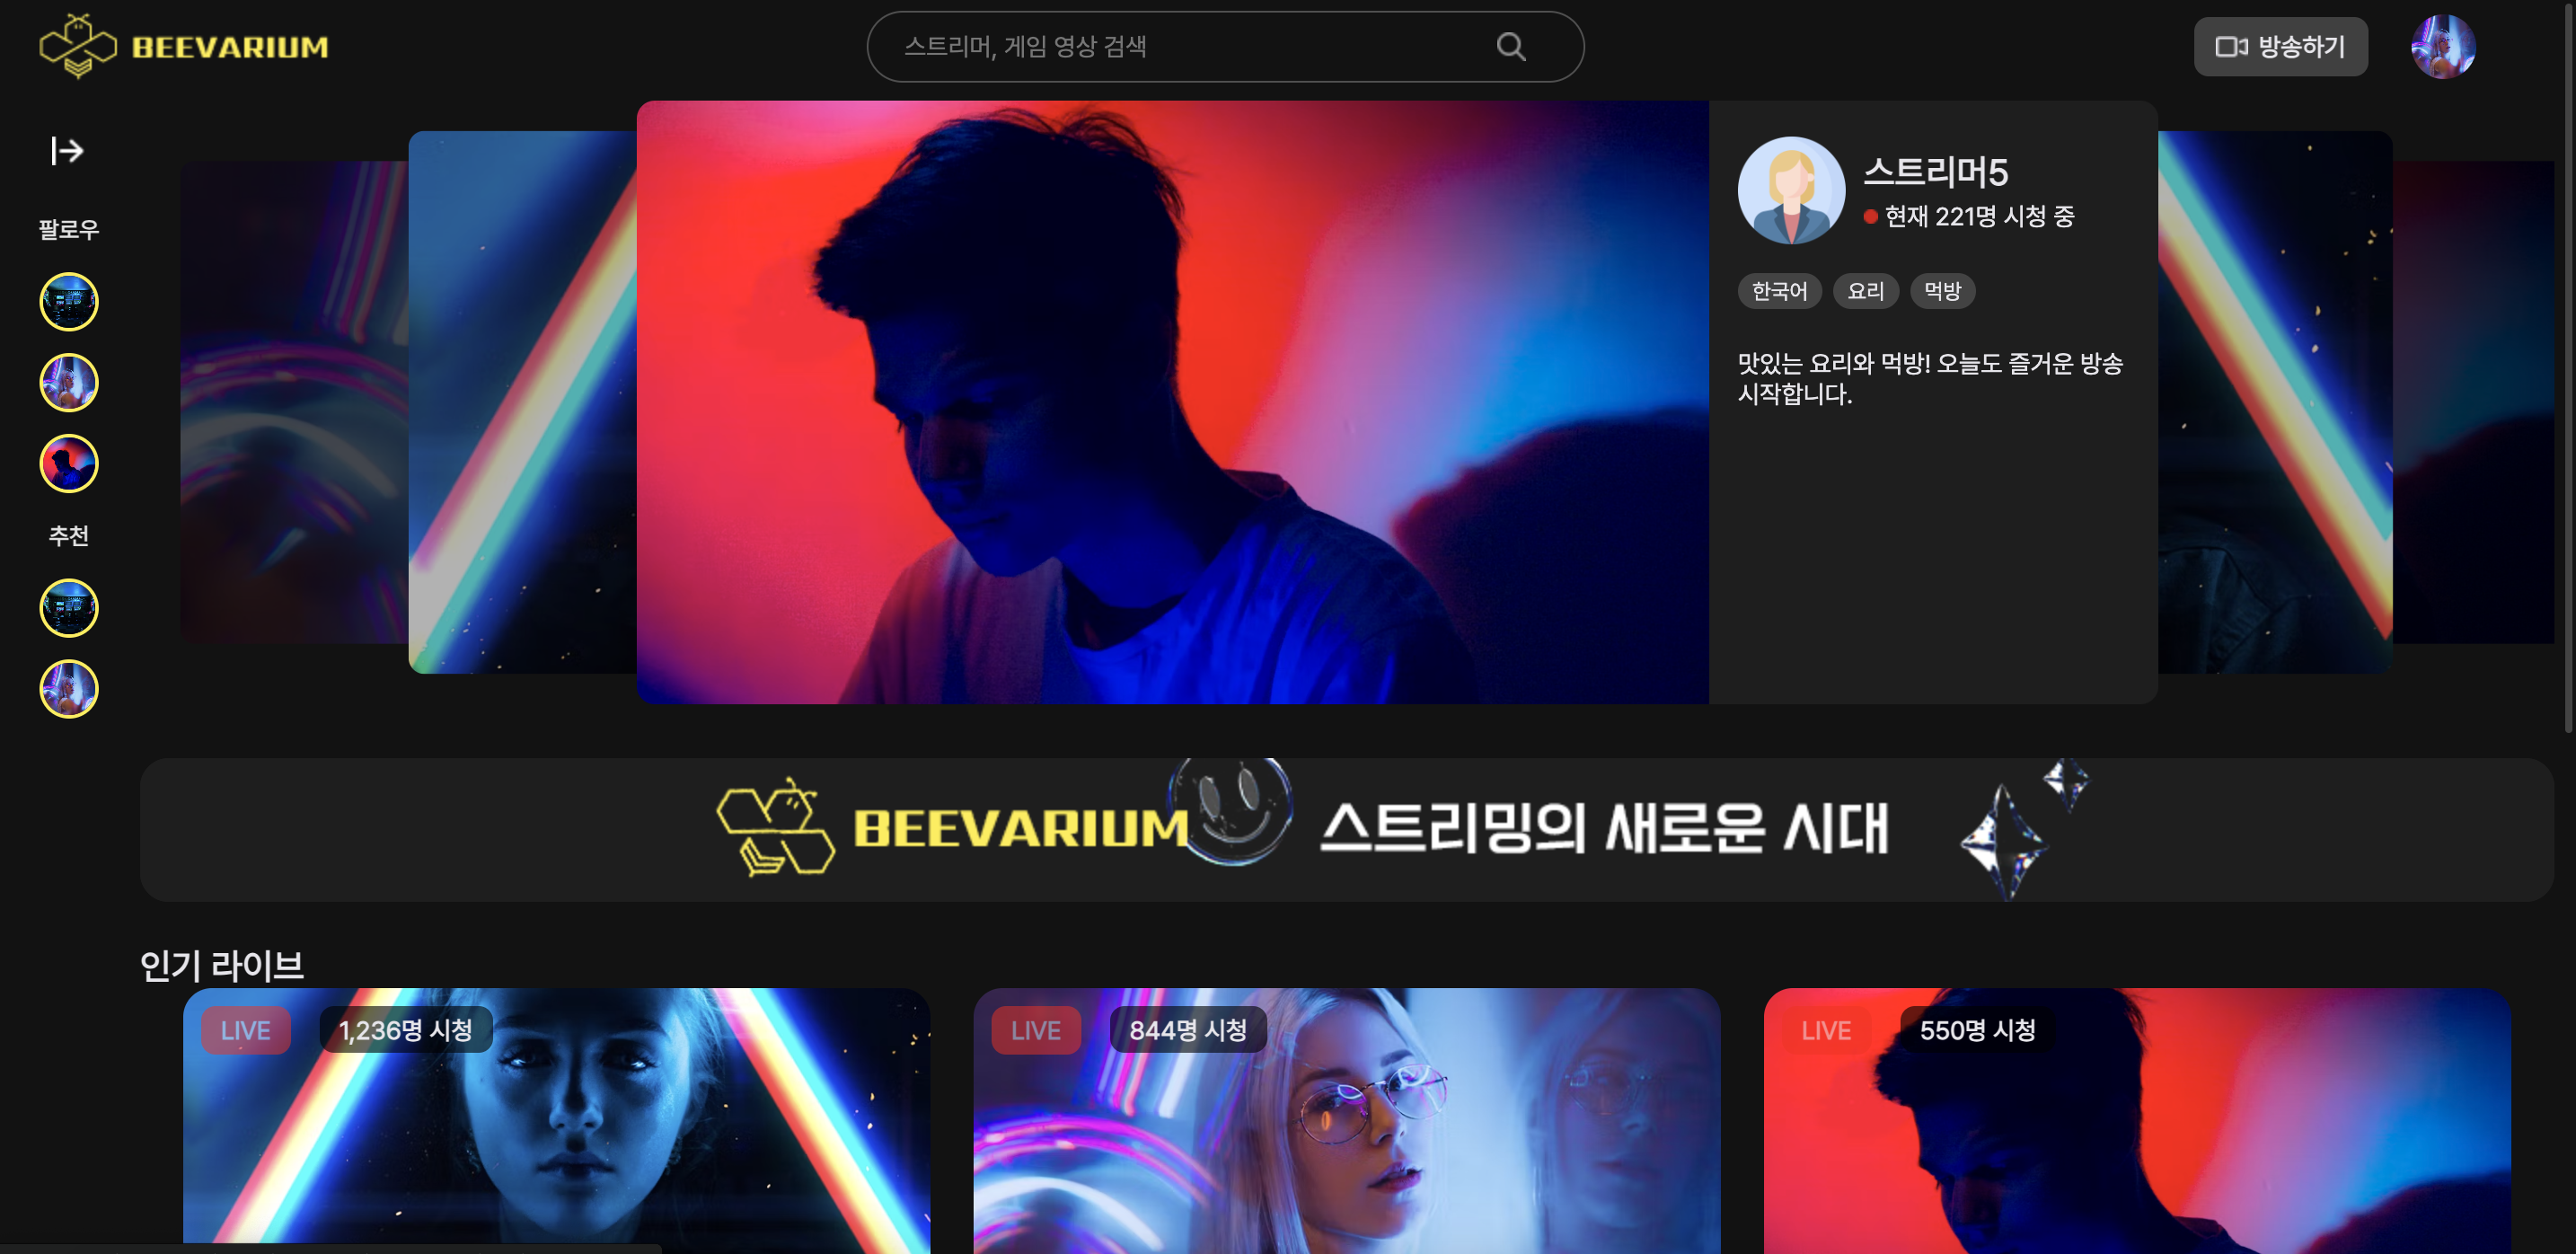 BEEVARIUM
스트리머, 게임 영상 검색
방송하기
팔로우
추천
스트리머5
현재 221명 시청 중
한국어 요리 먹방
맛있는 요리와 먹방! 오늘도 즐거운 방송
시작합니다.
BEEVARIUM 스트리밍의 새로운 시대
인기 라이브
LIVE 1,236명 시청
LIVE 844명 시청
LIVE 550명 시청